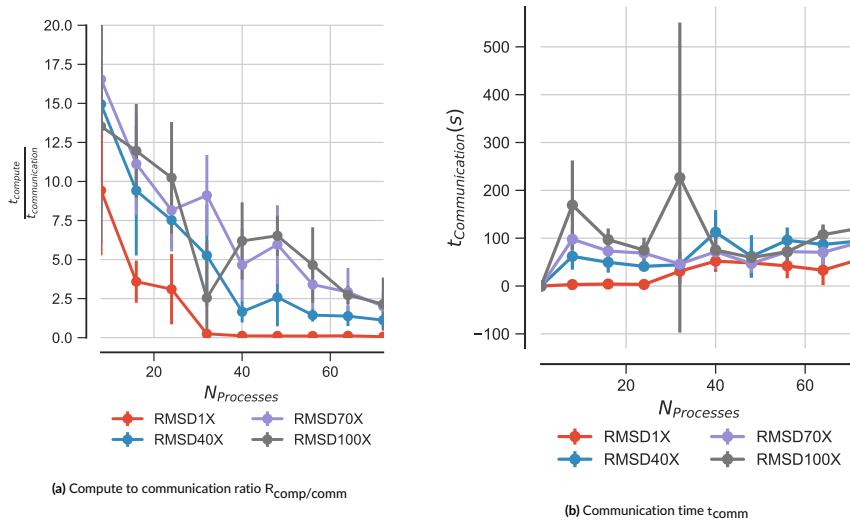 20.0
17.5
15.0
12.5
10.0
7.5
5.0
2.5
0.0
t_compute
t_communication
20 40 60
N_Processes
RMSD1X RMSD70X
RMSD40X RMSD100X
(a) Compute to communication ratio R_comp/comm
500
400
300
200
100
0
−100
t_Communication(s)
20 40 60
N_Processes
RMSD1X RMSD70X
RMSD40X RMSD100X
(b) Communication time t_comm